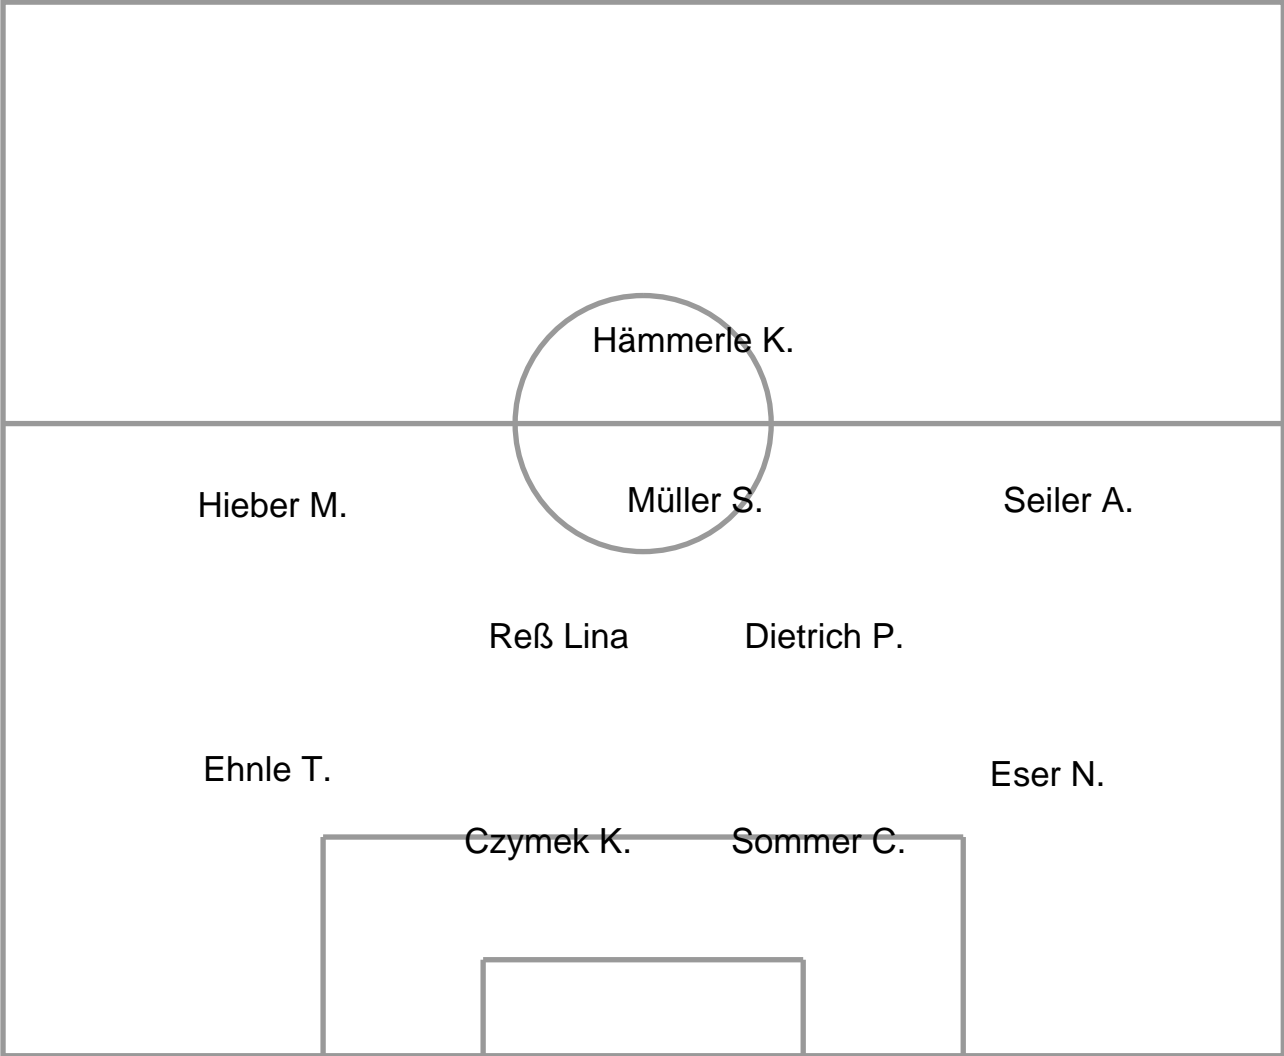 Hämmerle K.
Hieber M.
Müller S.
Seiler A.
Reß Lina
Dietrich P.
Ehnle T.
Eser N.
Czymek K.
Sommer C.